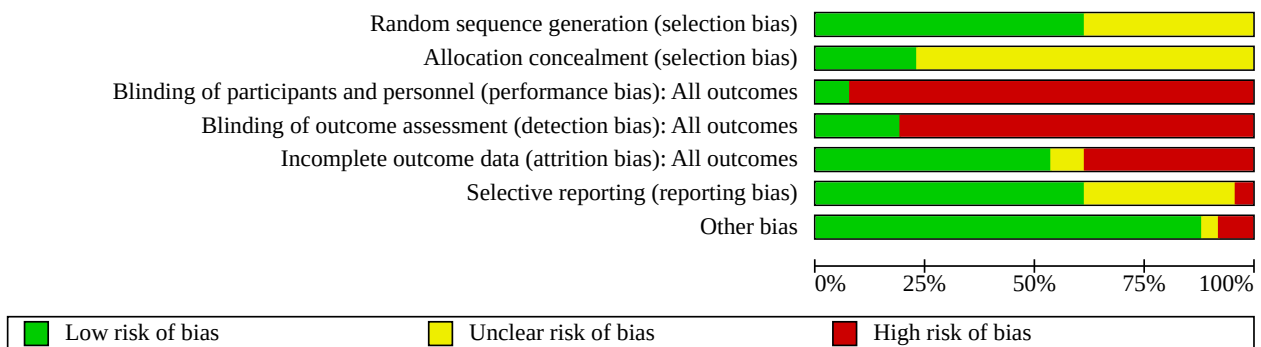 Random sequence generation (selection bias)
Allocation concealment (selection bias)
Blinding of participants and personnel (performance bias): All outcomes
Blinding of outcome assessment (detection bias): All outcomes
Incomplete outcome data (attrition bias): All outcomes
Selective reporting (reporting bias)
Other bias
0% 25% 50% 75% 100%
Low risk of bias Unclear risk of bias High risk of bias